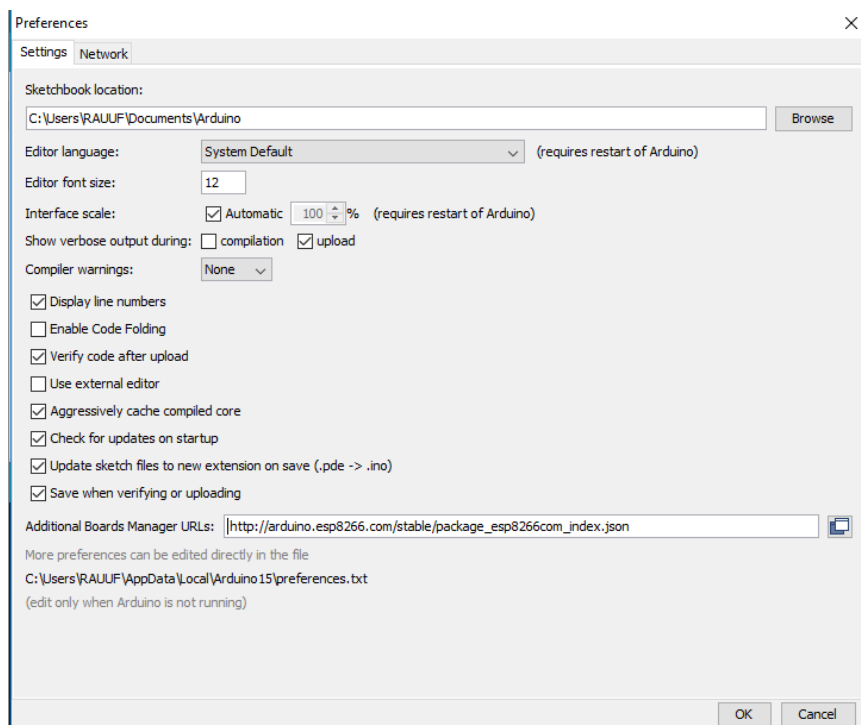 Preferences
Settings Network
Sketchbook location:
C:\Users\RAUUF\Documents\Arduino Browse
Editor language: System Default (requires restart of Arduino)
Editor font size: 12
Interface scale: Automatic 100 % (requires restart of Arduino)
Show verbose output during: compilation upload
Compiler warnings: None
Display line numbers
Enable Code Folding
Verify code after upload
Use external editor
Aggressively cache compiled core
Check for updates on startup
Update sketch files to new extension on save (.pde -> .ino)
Save when verifying or uploading
Additional Boards Manager URLs: http://arduino.esp8266.com/stable/package_esp8266com_index.json
More preferences can be edited directly in the file
C:\Users\RAUUF\AppData\Local\Arduino15\preferences.txt
(edit only when Arduino is not running)
OK Cancel